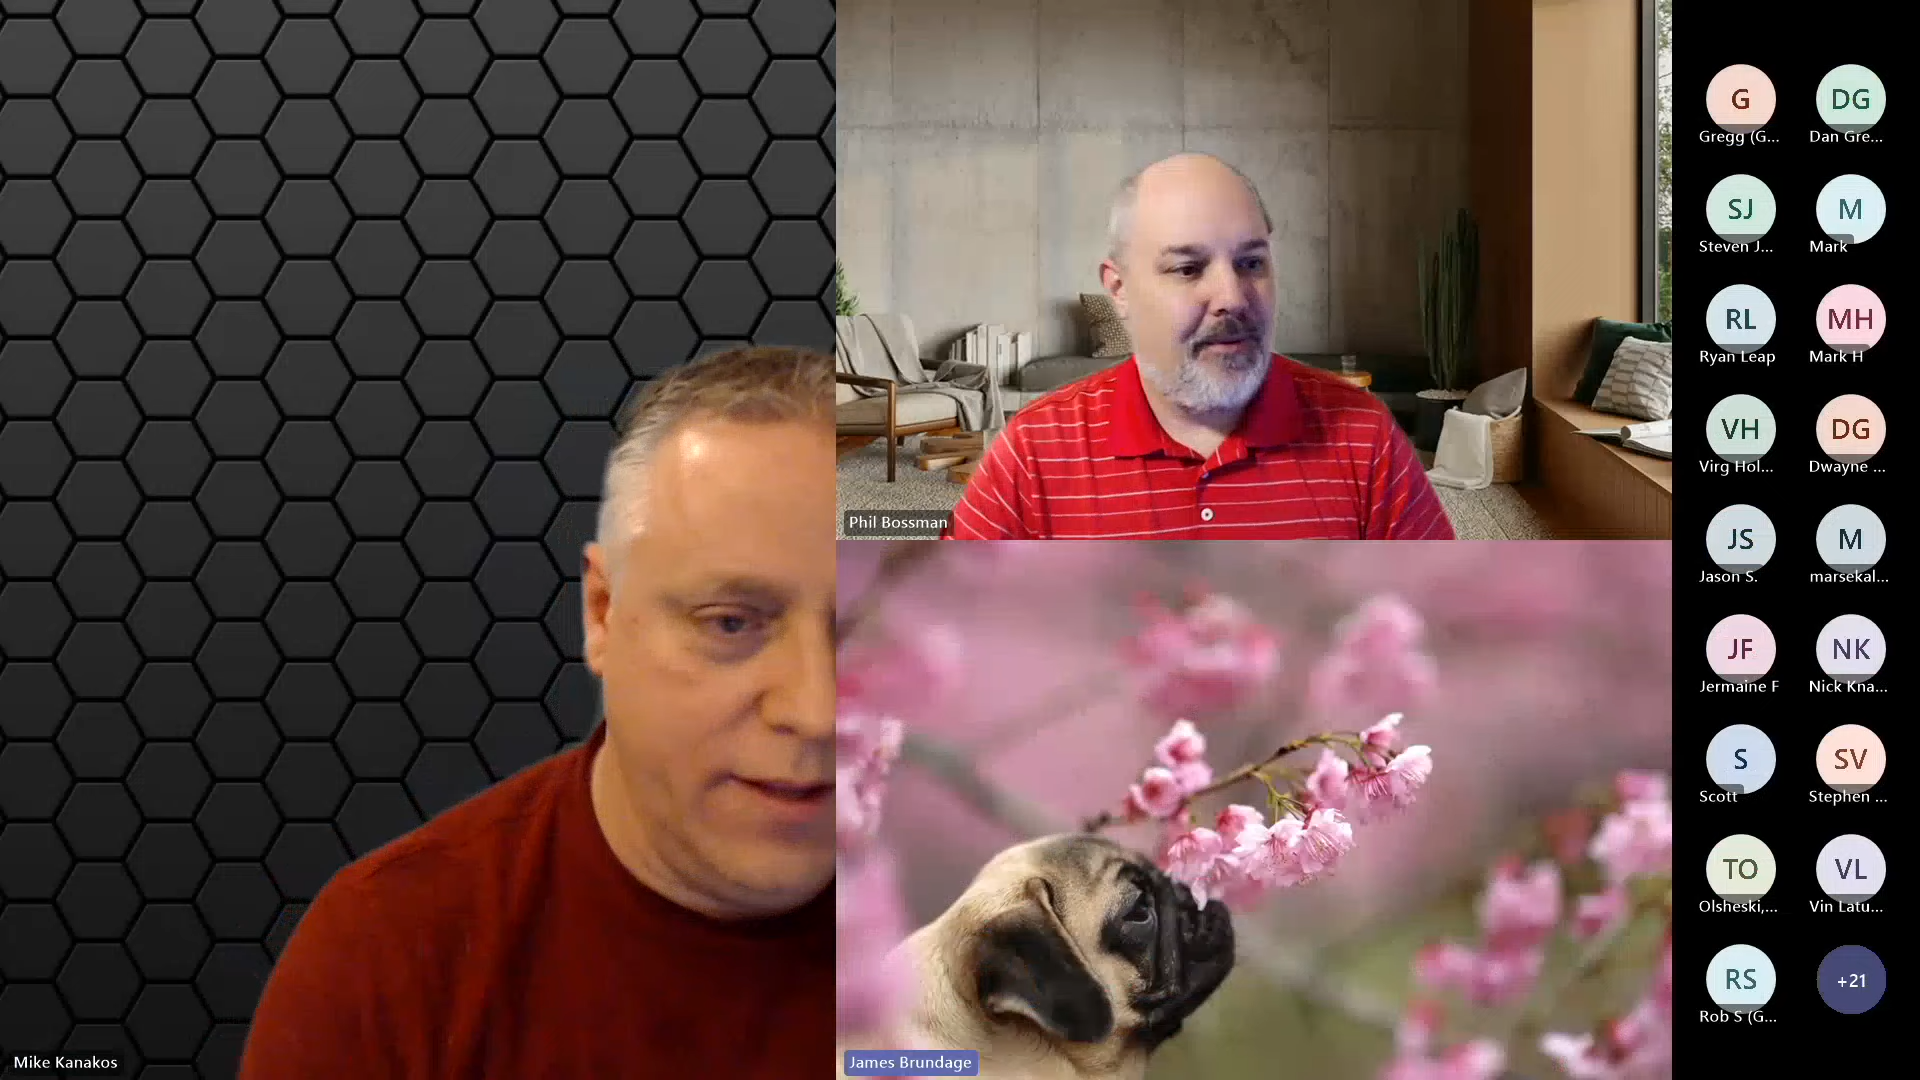 Mike Kanakos
Phil Bossman
James Brundage
G
Gregg (G...
DG
Dan Gre...
SJ
Steven J...
M
Mark
RL
Ryan Leap
MH
Mark H
VH
Virg Hol...
DG
Dwayne ...
JS
Jason S.
M
marsekal...
JF
Jermaine F
NK
Nick Kna...
S
Scott
SV
Stephen ...
TO
Olsheski,...
VL
Vin Latu...
RS
Rob S (G...
+21